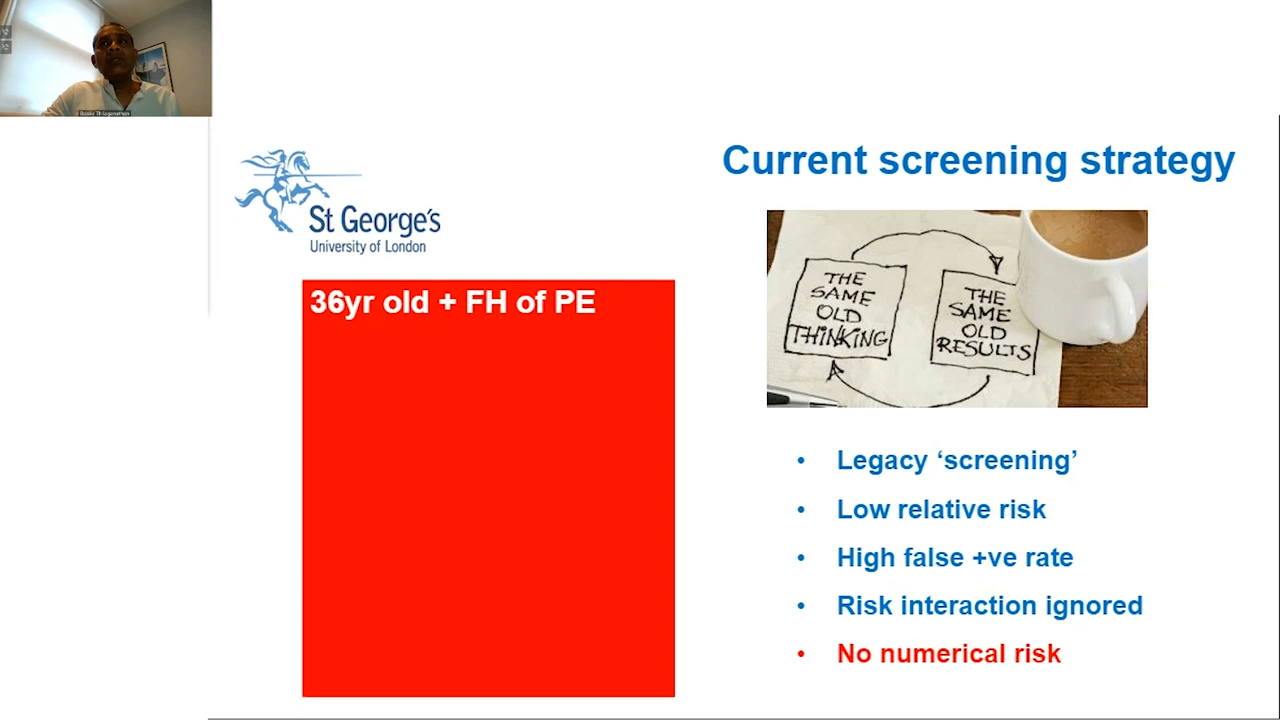 Current screening strategy
St George's
University of London
36yr old + FH of PE
THE
SAME
OLD
THINKING
THE
SAME
OLD
RESULTS
• Legacy ‘screening’
• Low relative risk
• High false +ve rate
• Risk interaction ignored
• No numerical risk